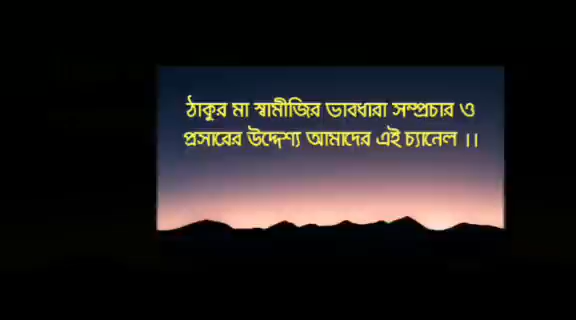 ঠাকুর মা স্বামীজির ভাবধারা সম্প্রচার ও
প্রসারের উদ্দেশ্য আমাদের এই চ্যানেল ।।